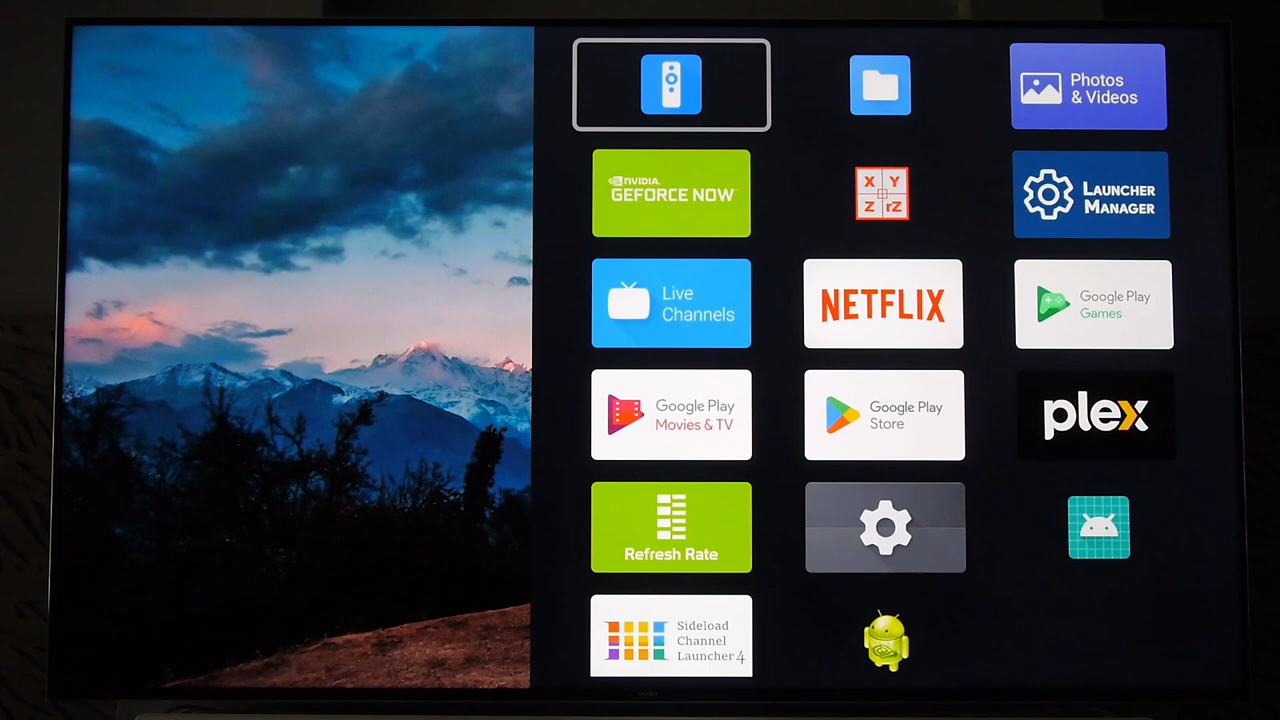 Photos
& Videos
NVIDIA.
GEFORCE NOW
X Y
Z rZ
LAUNCHER
MANAGER
Live
Channels
NETFLIX
Google Play
Games
Google Play
Movies & TV
Google Play
Store
plex
Refresh Rate
Sideload
Channel
Launcher 4